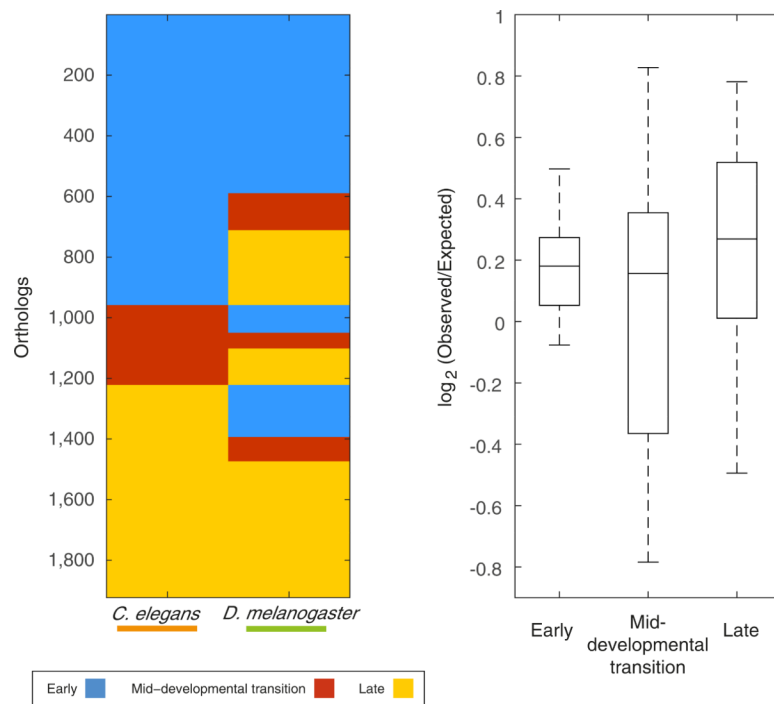 200
400
600
800
1,000
1,200
1,400
1,600
1,800
Orthologs
C. elegans
D. melanogaster
Early
Mid–developmental transition
Late
1
0.8
0.6
0.4
0.2
0
-0.2
-0.4
-0.6
-0.8
log2 (Observed/Expected)
Early
Mid-
developmental
transition
Late